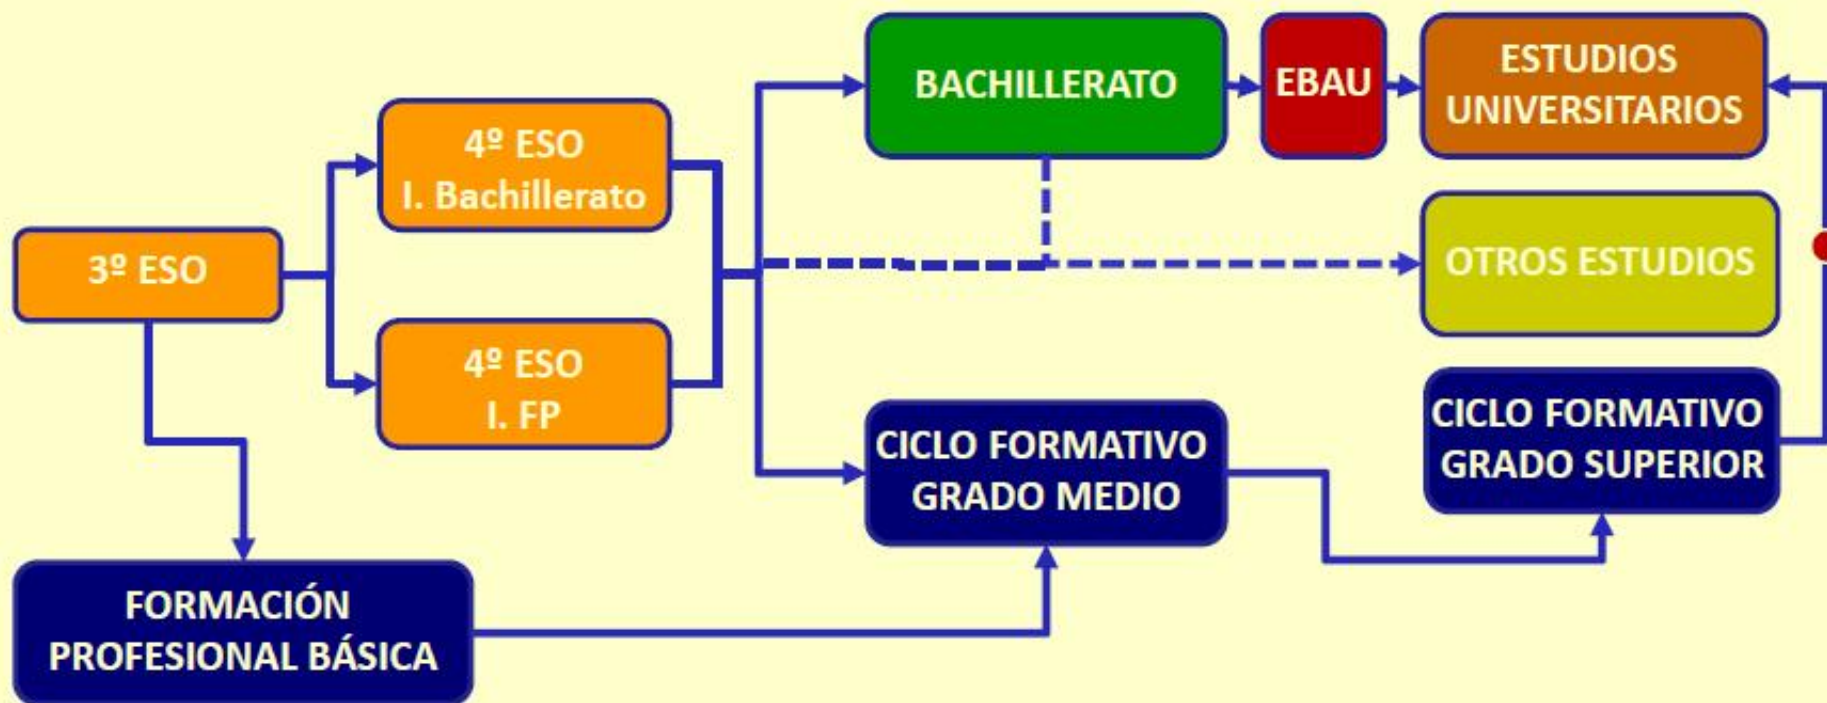 3º ESO
4º ESO
I. Bachillerato
4º ESO
I. FP
FORMACIÓN
PROFESIONAL BÁSICA
BACHILLERATO
EBAU
ESTUDIOS
UNIVERSITARIOS
OTROS ESTUDIOS
CICLO FORMATIVO
GRADO MEDIO
CICLO FORMATIVO
GRADO SUPERIOR